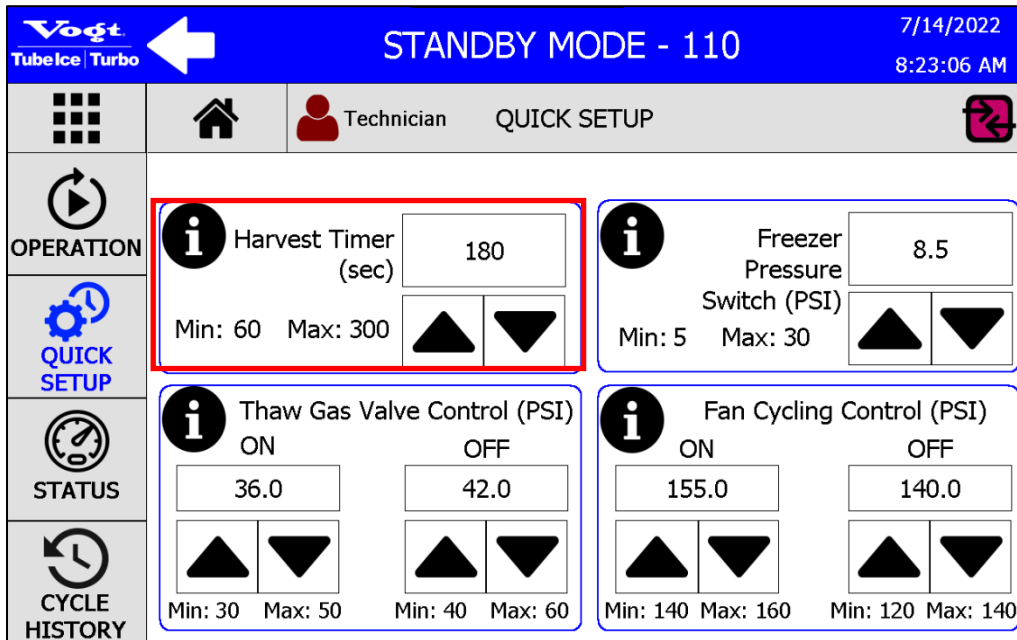 Vogt
TubeIce Turbo
STANDBY MODE - 110
7/14/2022
8:23:06 AM
Technician
QUICK SETUP
OPERATION
QUICK
SETUP
STATUS
CYCLE
HISTORY
Harvest Timer
(sec)
180
Min: 60 Max: 300
Freezer
Pressure
Switch (PSI)
8.5
Min: 5 Max: 30
Thaw Gas Valve Control (PSI)
ON OFF
36.0 42.0
Min: 30 Max: 50 Min: 40 Max: 60
Fan Cycling Control (PSI)
ON OFF
155.0 140.0
Min: 140 Max: 160 Min: 120 Max: 140